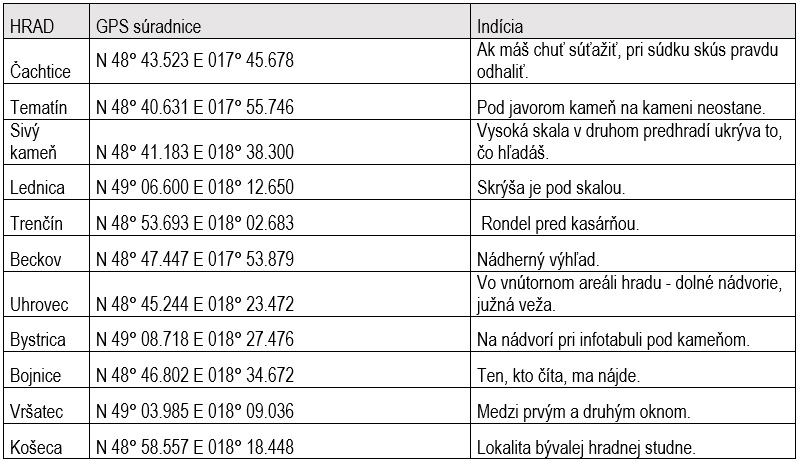 HRAD GPS súradnice Indícia
Čachtice N 48° 43.523 E 017° 45.678 Ak máš chuť súťažiť, pri súdku skús pravdu
odhaliť.
Tematín N 48° 40.631 E 017° 55.746 Pod javorom kameň na kameni neostane.
Sivý
kameň N 48° 41.183 E 018° 38.300 Vysoká skala v druhom predhradí ukrýva to,
čo hľadáš.
Lednica N 49° 06.600 E 018° 12.650 Skrýša je pod skalou.
Trenčín N 48° 53.693 E 018° 02.683 Rondel pred kasárňou.
Beckov N 48° 47.447 E 017° 53.879 Nádherný výhľad.
Uhrovec N 48° 45.244 E 018° 23.472 Vo vnútornom areáli hradu - dolné nádvorie,
južná veža.
Bystrica N 49° 08.718 E 018° 27.476 Na nádvorí pri infotabuli pod kameňom.
Bojnice N 48° 46.802 E 018° 34.672 Ten, kto číta, ma nájde.
Vršatec N 49° 03.985 E 018° 09.036 Medzi prvým a druhým oknom.
Košeca N 48° 58.557 E 018° 18.448 Lokalita bývalej hradnej studne.